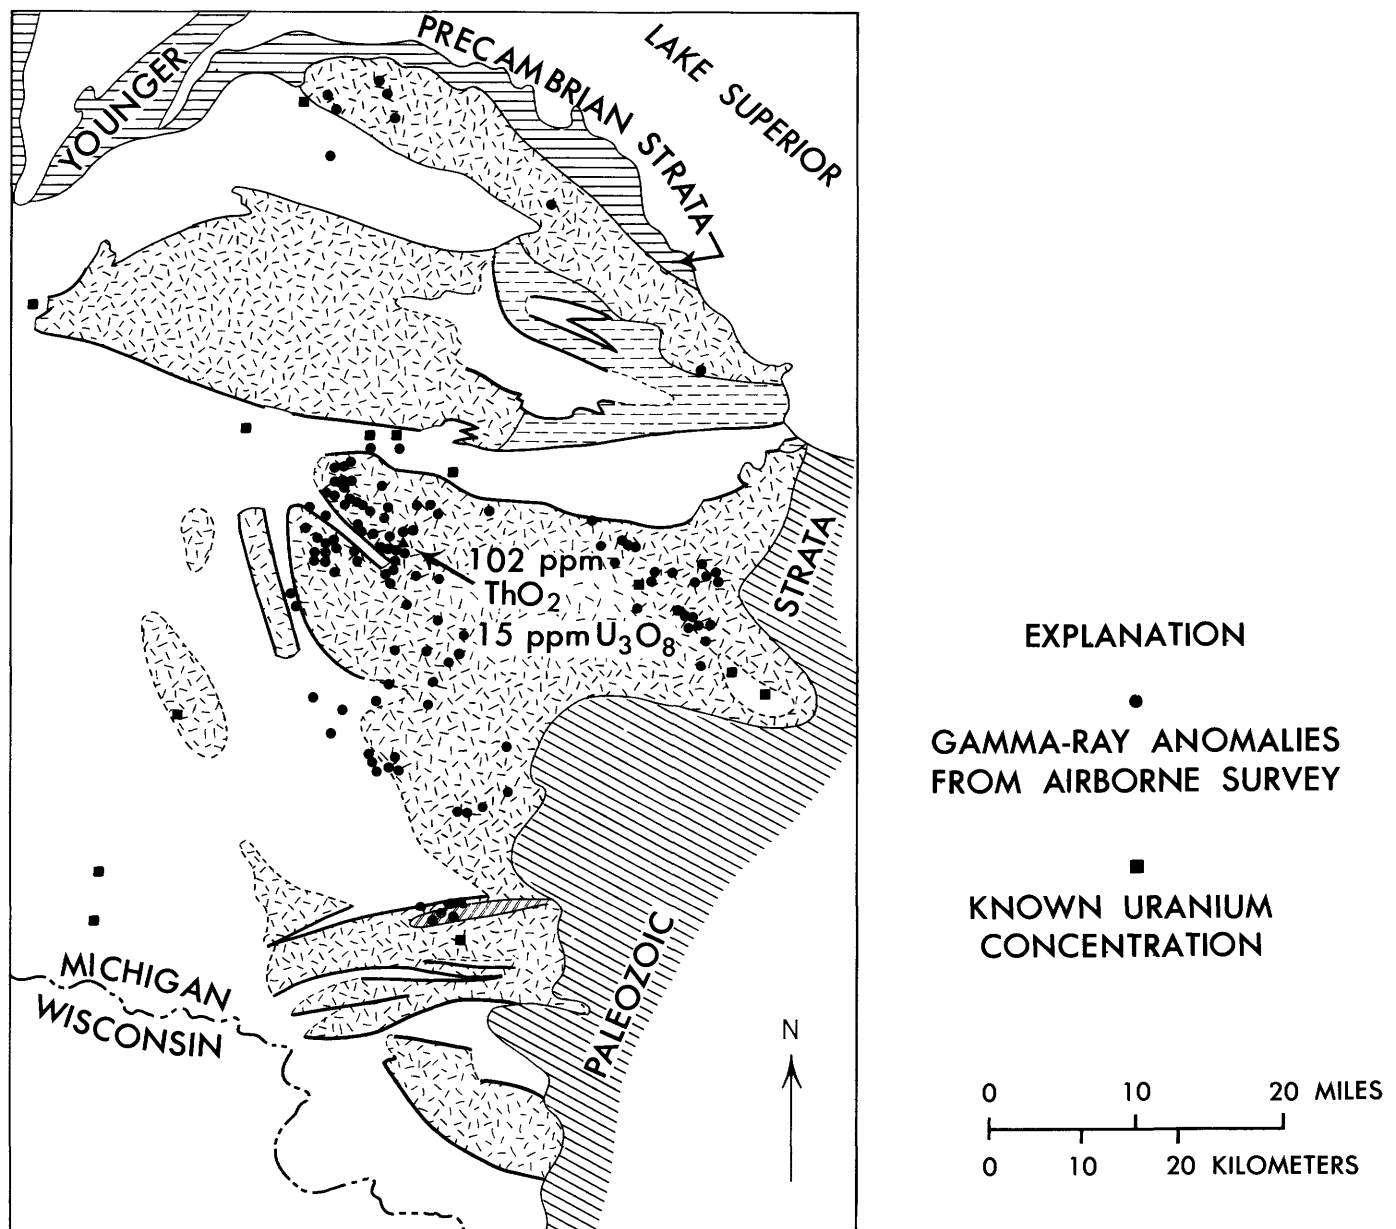 YOUNGER
PRECAMBRIAN STRATA
LAKE SUPERIOR
102 ppm
ThO2
15 ppm U3O8
STRATA
PALEOZOIC
MICHIGAN
WISCONSIN
N
EXPLANATION
GAMMA-RAY ANOMALIES
FROM AIRBORNE SURVEY
KNOWN URANIUM
CONCENTRATION
0 10 20 MILES
0 10 20 KILOMETERS